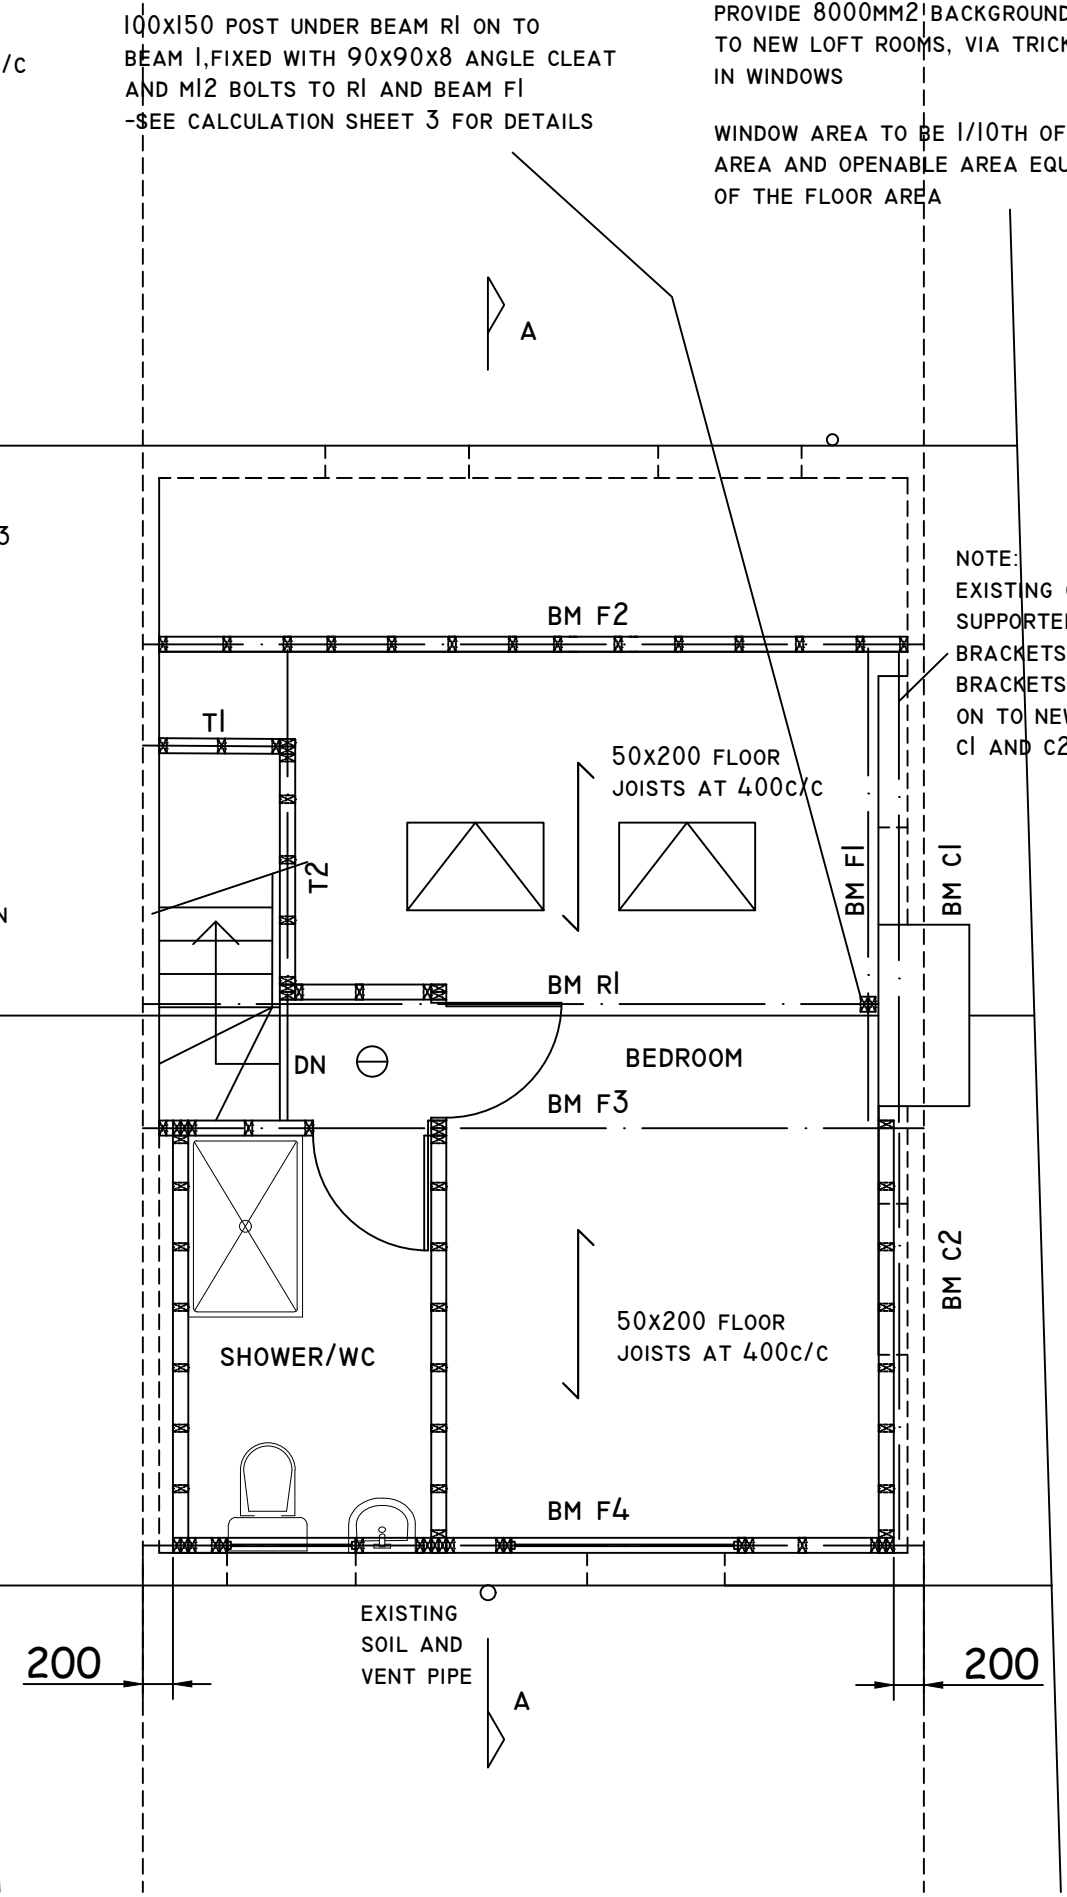 100X150 POST UNDER BEAM R1 ON TO
BEAM 1,FIXED WITH 90X90X8 ANGLE CLEAT
AND M12 BOLTS TO R1 AND BEAM F1
-SEE CALCULATION SHEET 3 FOR DETAILS
PROVIDE 8000MM2 BACKGROUND
TO NEW LOFT ROOMS, VIA TRICK
IN WINDOWS
WINDOW AREA TO BE 1/10TH OF
AREA AND OPENABLE AREA EQU
OF THE FLOOR AREA
/C
A
3
NOTE:
EXISTING
SUPPORTE
BRACKETS
BRACKETS
ON TO NEW
C1 AND C2
BM F2
T1
50X200 FLOOR
JOISTS AT 400C/C
T2
BM F1
BM C1
N
BM R1
DN
BEDROOM
BM F3
BM C2
50X200 FLOOR
JOISTS AT 400C/C
SHOWER/WC
BM F4
EXISTING
SOIL AND
VENT PIPE
200
200
A